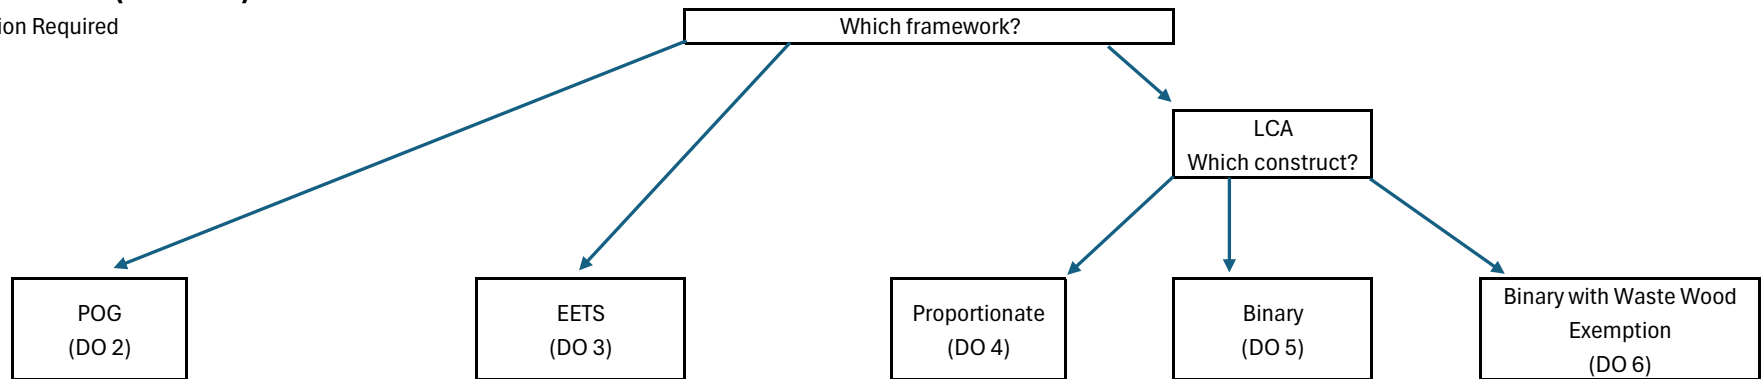 ion Required
Which framework?
LCA
Which construct?
POG
(DO 2)
EETS
(DO 3)
Proportionate
(DO 4)
Binary
(DO 5)
Binary with Waste Wood
Exemption
(DO 6)